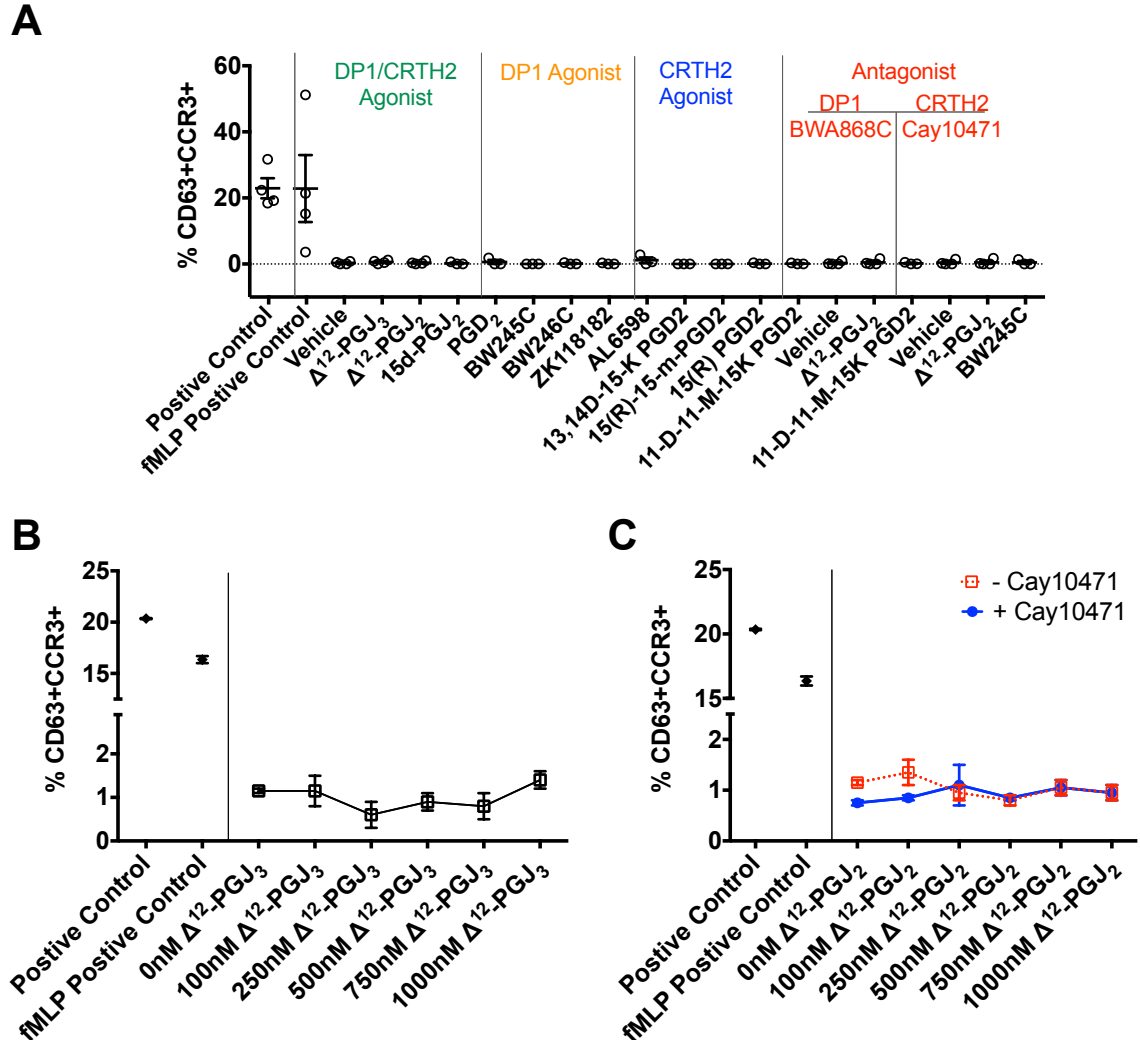 A
% CD63+CCR3+
60
40
20
0
DP1/CRTH2
Agonist
DP1 Agonist
CRTH2
Agonist
Antagonist
DP1 CRTH2
BWA868C Cay10471
Postive Control
fMLP Postive Control
Vehicle
Δ¹²-PGJ₃
Δ¹²-PGJ₂
15d-PGJ₂
PGD₂
BW245C
BW246C
ZK118182
AL6598
13,14D-15-K PGD2
15(R)-15-m-PGD2
15(R) PGD2
11-D-11-M-15K PGD2
Vehicle
Δ¹²-PGJ₂
11-D-11-M-15K PGD2
Vehicle
Δ¹²-PGJ₂
BW245C
B
% CD63+CCR3+
25
20
15
2
1
0
Postive Control
fMLP Postive Control
0nM Δ¹²-PGJ₃
100nM Δ¹²-PGJ₃
250nM Δ¹²-PGJ₃
500nM Δ¹²-PGJ₃
750nM Δ¹²-PGJ₃
1000nM Δ¹²-PGJ₃
C
% CD63+CCR3+
25
20
15
2
1
0
- Cay10471
+ Cay10471
Postive Control
fMLP Postive Control
0nM Δ¹²-PGJ₂
100nM Δ¹²-PGJ₂
250nM Δ¹²-PGJ₂
500nM Δ¹²-PGJ₂
750nM Δ¹²-PGJ₂
1000nM Δ¹²-PGJ₂